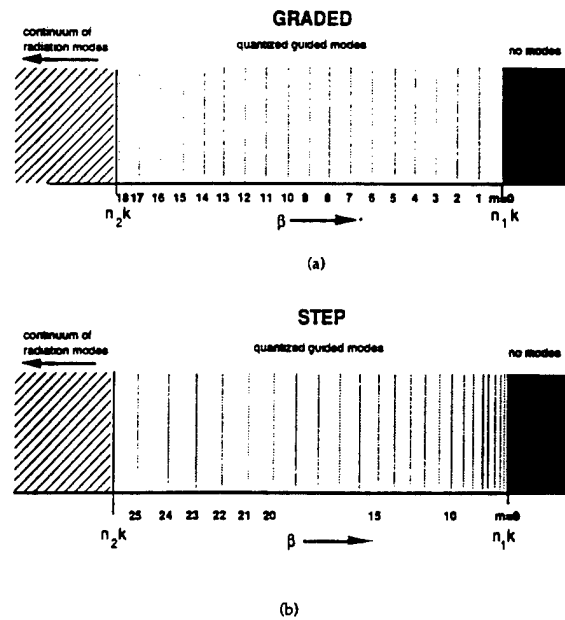 GRADED
continuum of
radiation modes
quantized guided modes
no modes
18 17 16 15 14 13 12 11 10 9 8 7 6 5 4 3 2 1 m=0
n2k
β
n1k
(a)
STEP
continuum of
radiation modes
quantized guided modes
no modes
25 24 23 22 21 20 15 10 m=0
n2k
β
n1k
(b)